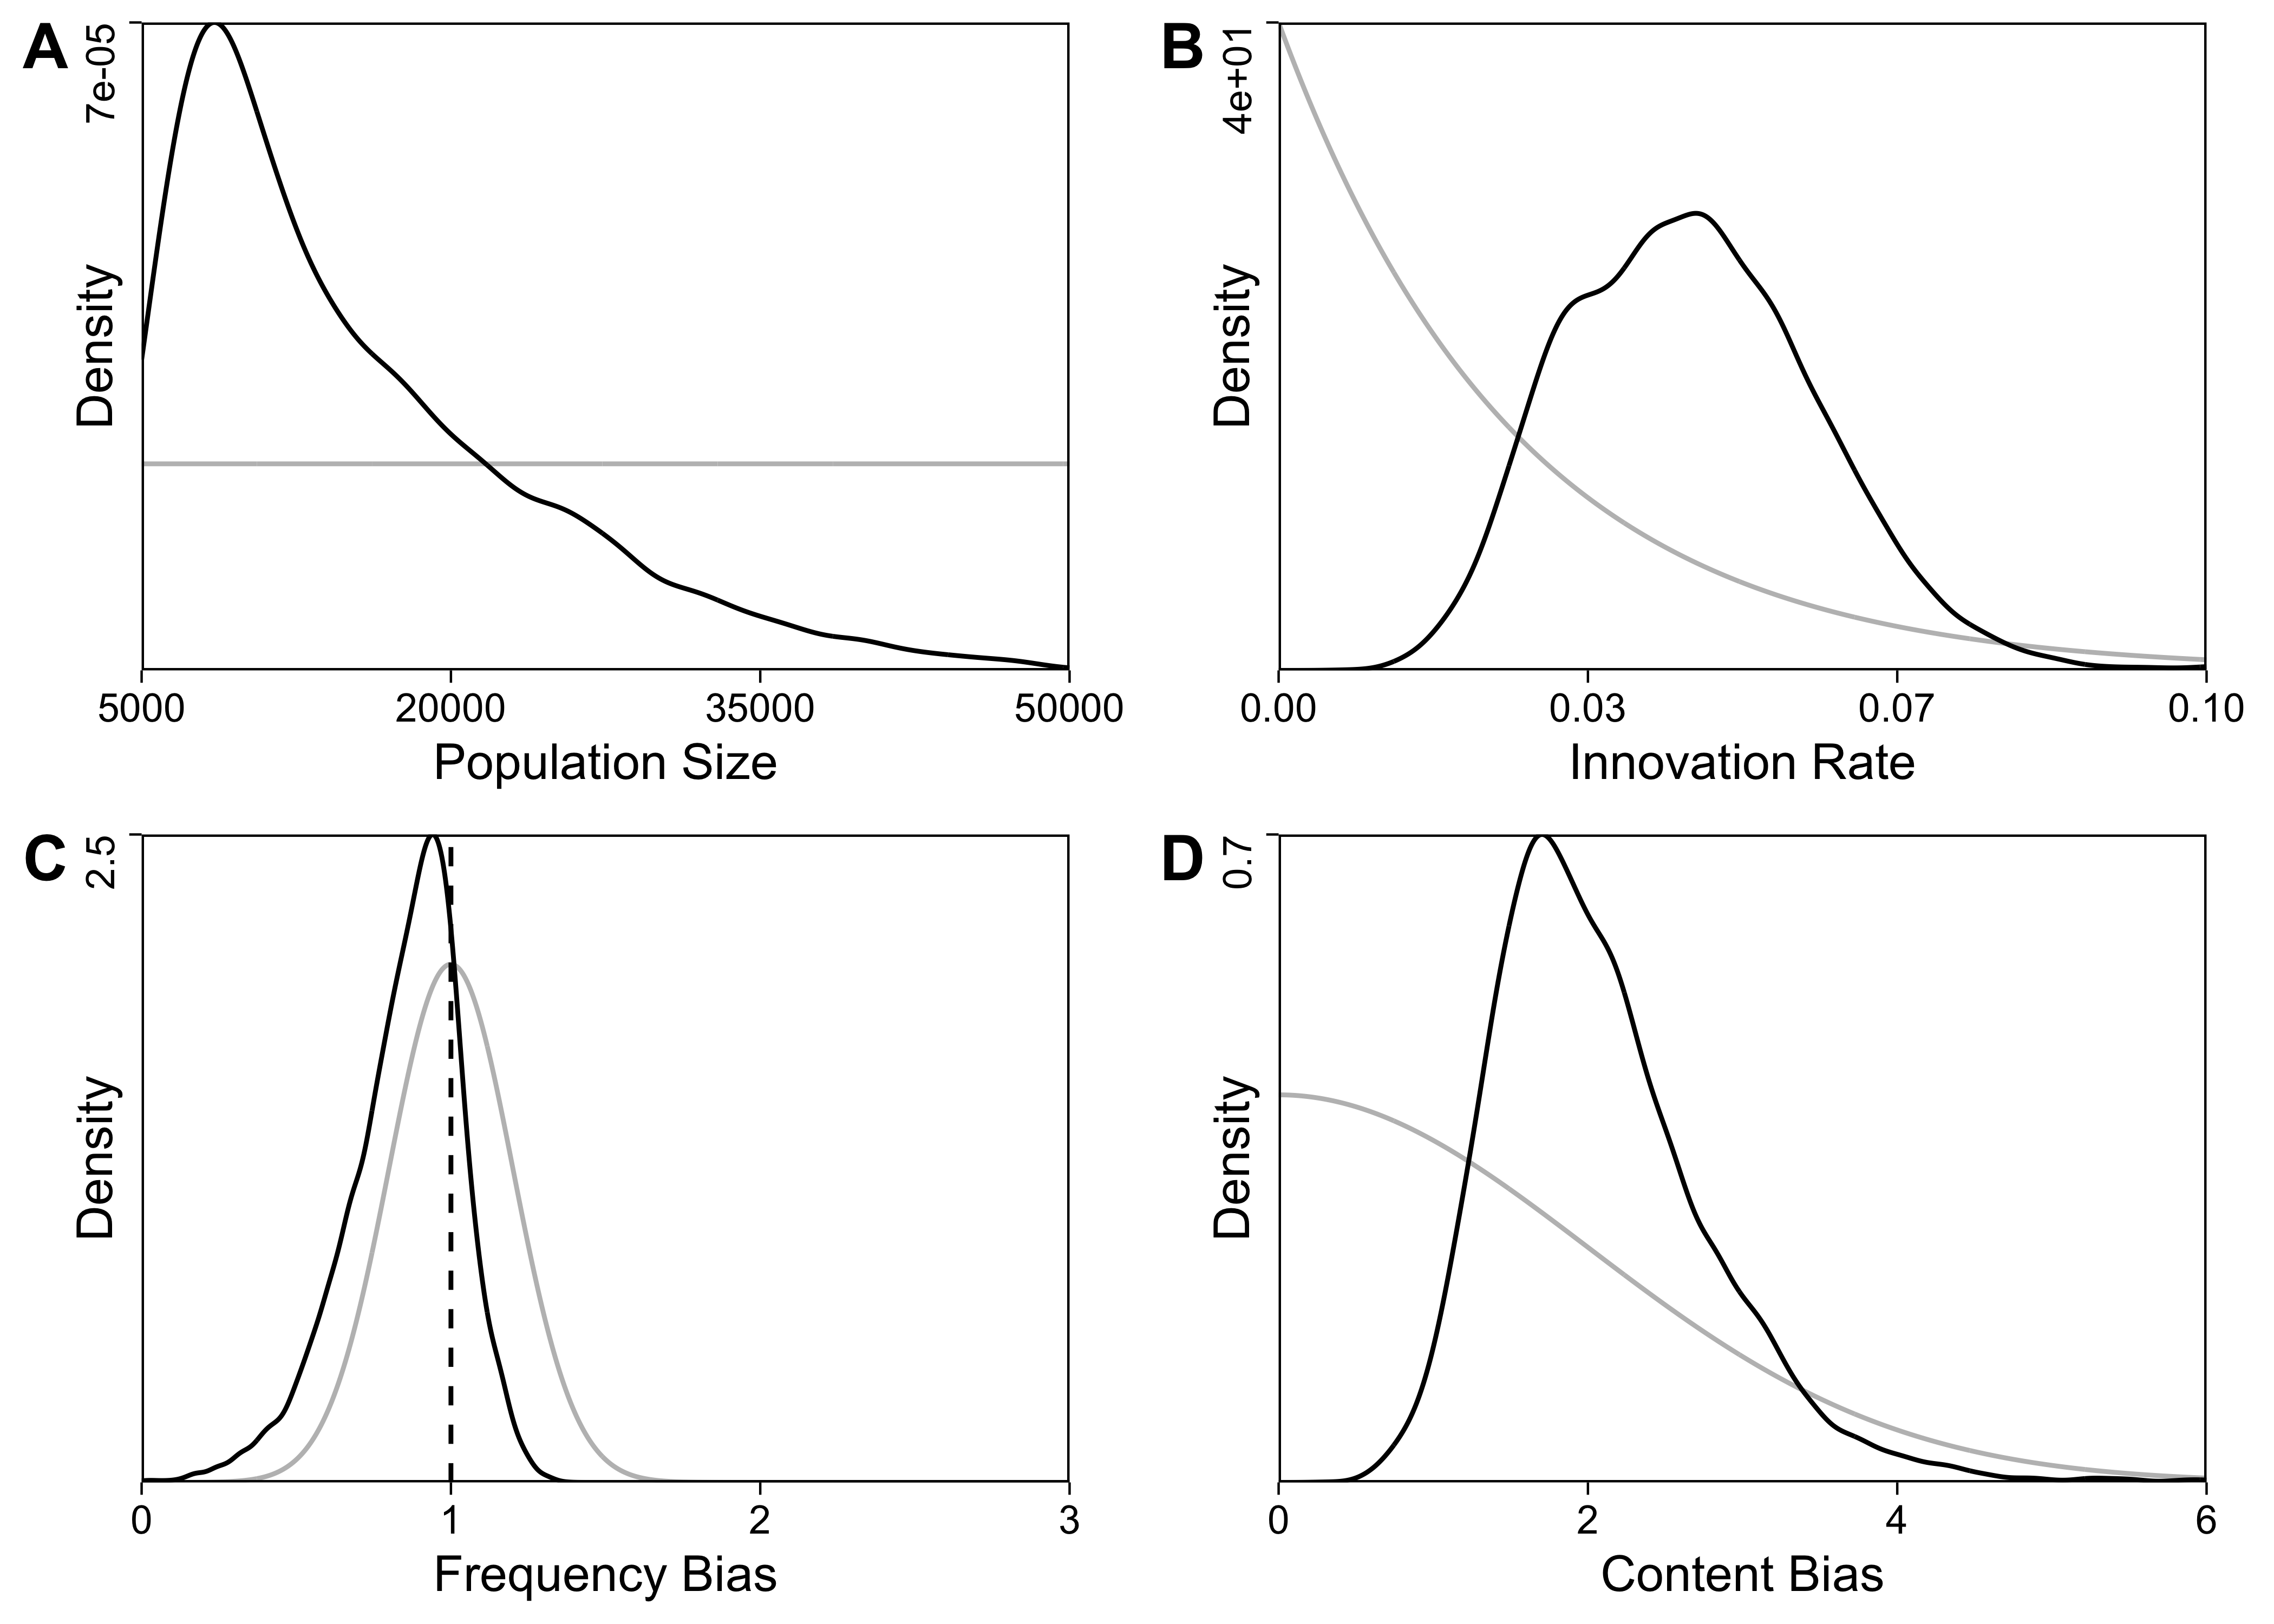 A
7e-05
Density
5000 20000 35000 50000
Population Size
B
4e+01
Density
0.00 0.03 0.07 0.10
Innovation Rate
C
2.5
Density
0 1 2 3
Frequency Bias
D
0.7
Density
0 2 4 6
Content Bias